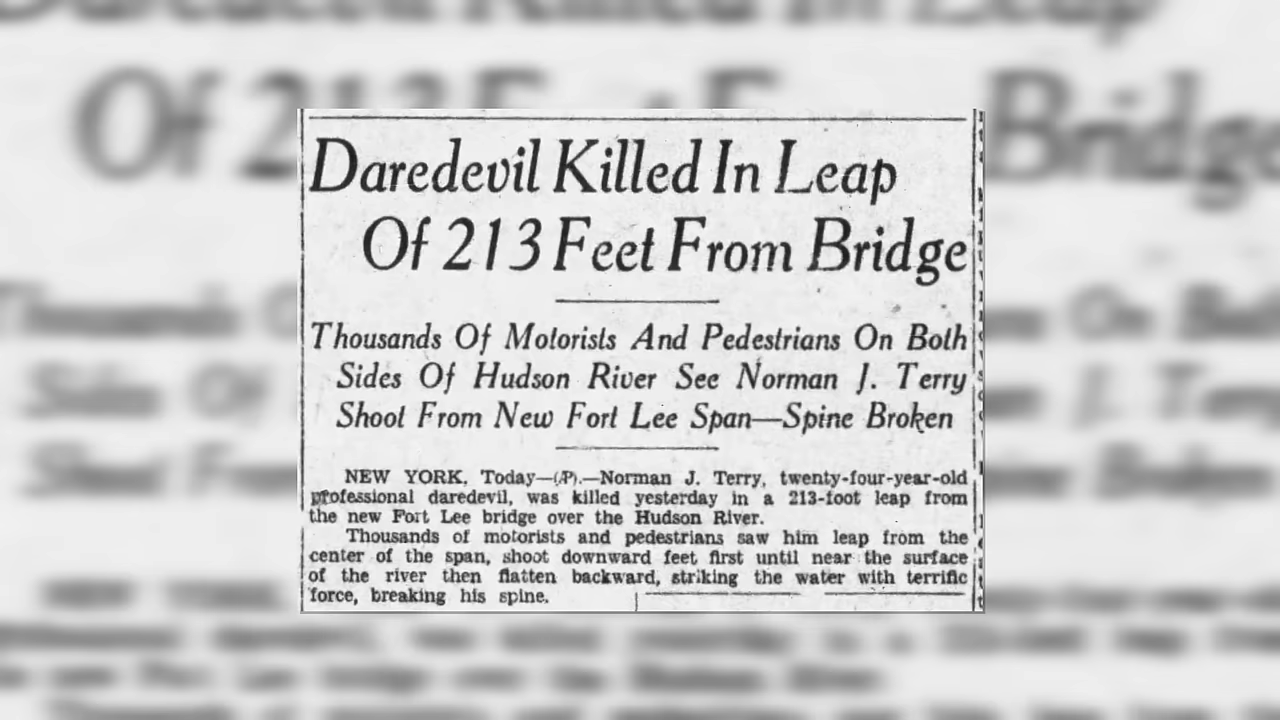 Daredevil Killed In Leap
Of 213 Feet From Bridge
Thousands Of Motorists And Pedestrians On Both
Sides Of Hudson River See Norman J. Terry
Shoot From New Fort Lee Span—Spine Broken
NEW YORK, Today—(AP).—Norman J. Terry, twenty-four-year-old
professional daredevil, was killed yesterday in a 213-foot leap from
the new Fort Lee bridge over the Hudson River.
Thousands of motorists and pedestrians saw him leap from the
center of the span, shoot downward feet first until near the surface
of the river then flatten backward, striking the water with terrific
force, breaking his spine.